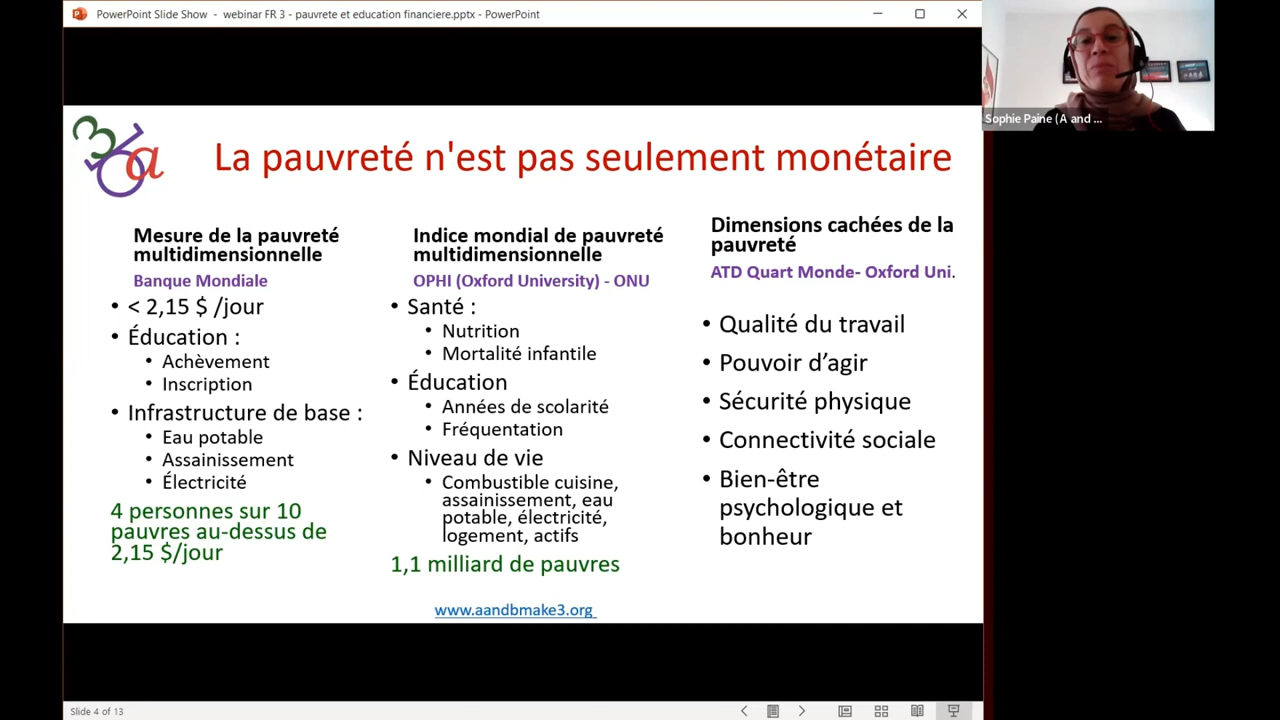 PowerPoint Slide Show - webinar FR 3 - pauvrete et education financiere.pptx - PowerPoint
Sophie Paine (A and ...
La pauvreté n'est pas seulement monétaire
Mesure de la pauvreté
multidimensionnelle
Banque Mondiale
• < 2,15 $ /jour
• Éducation :
• Achèvement
• Inscription
• Infrastructure de base :
• Eau potable
• Assainissement
• Électricité
4 personnes sur 10
pauvres au-dessus de
2,15 $/jour
Indice mondial de pauvreté
multidimensionnelle
OPHI (Oxford University) - ONU
• Santé :
• Nutrition
• Mortalité infantile
• Éducation
• Années de scolarité
• Fréquentation
• Niveau de vie
• Combustible cuisine,
assainissement, eau
potable, électricité,
logement, actifs
1,1 milliard de pauvres
Dimensions cachées de la
pauvreté
ATD Quart Monde- Oxford Uni.
• Qualité du travail
• Pouvoir d’agir
• Sécurité physique
• Connectivité sociale
• Bien-être
psychologique et
bonheur
www.aandbmake3.org
Slide 4 of 13